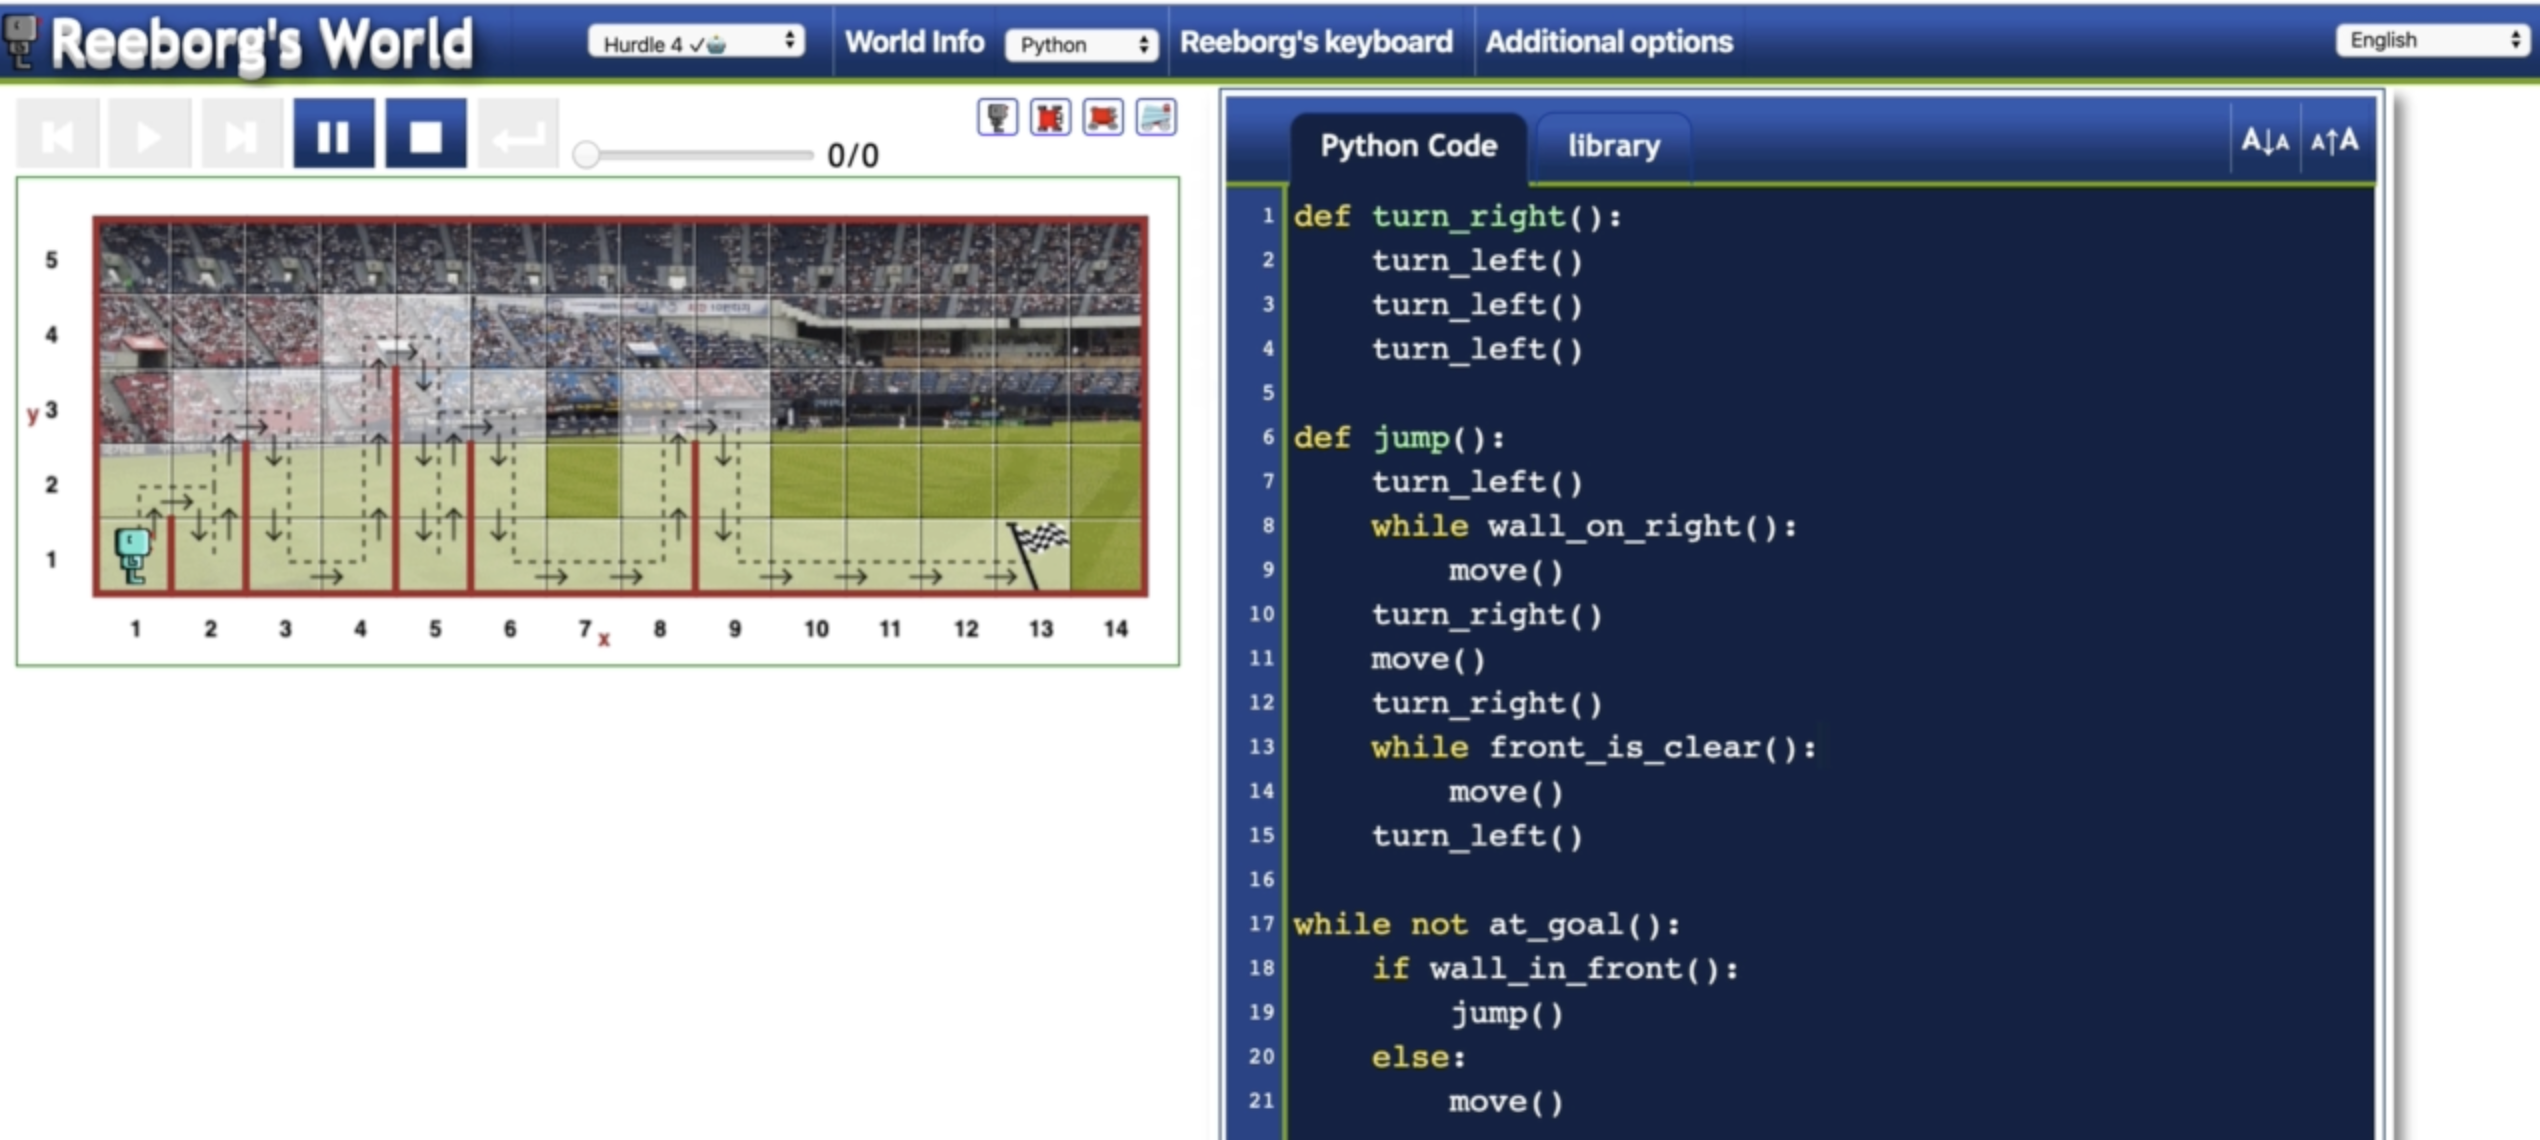 Reeborg's World
Hurdle 4 ✓
World Info
Python
Reeborg's keyboard
Additional options
English
0/0
Python Code
library
A↓A
A↑A
5
4
y 3
2
1
1 2 3 4 5 6 7 x 8 9 10 11 12 13 14
1 def turn_right():
2     turn_left()
3     turn_left()
4     turn_left()
5
6 def jump():
7     turn_left()
8     while wall_on_right():
9         move()
10     turn_right()
11     move()
12     turn_right()
13     while front_is_clear():
14         move()
15     turn_left()
16
17 while not at_goal():
18     if wall_in_front():
19         jump()
20     else:
21         move()